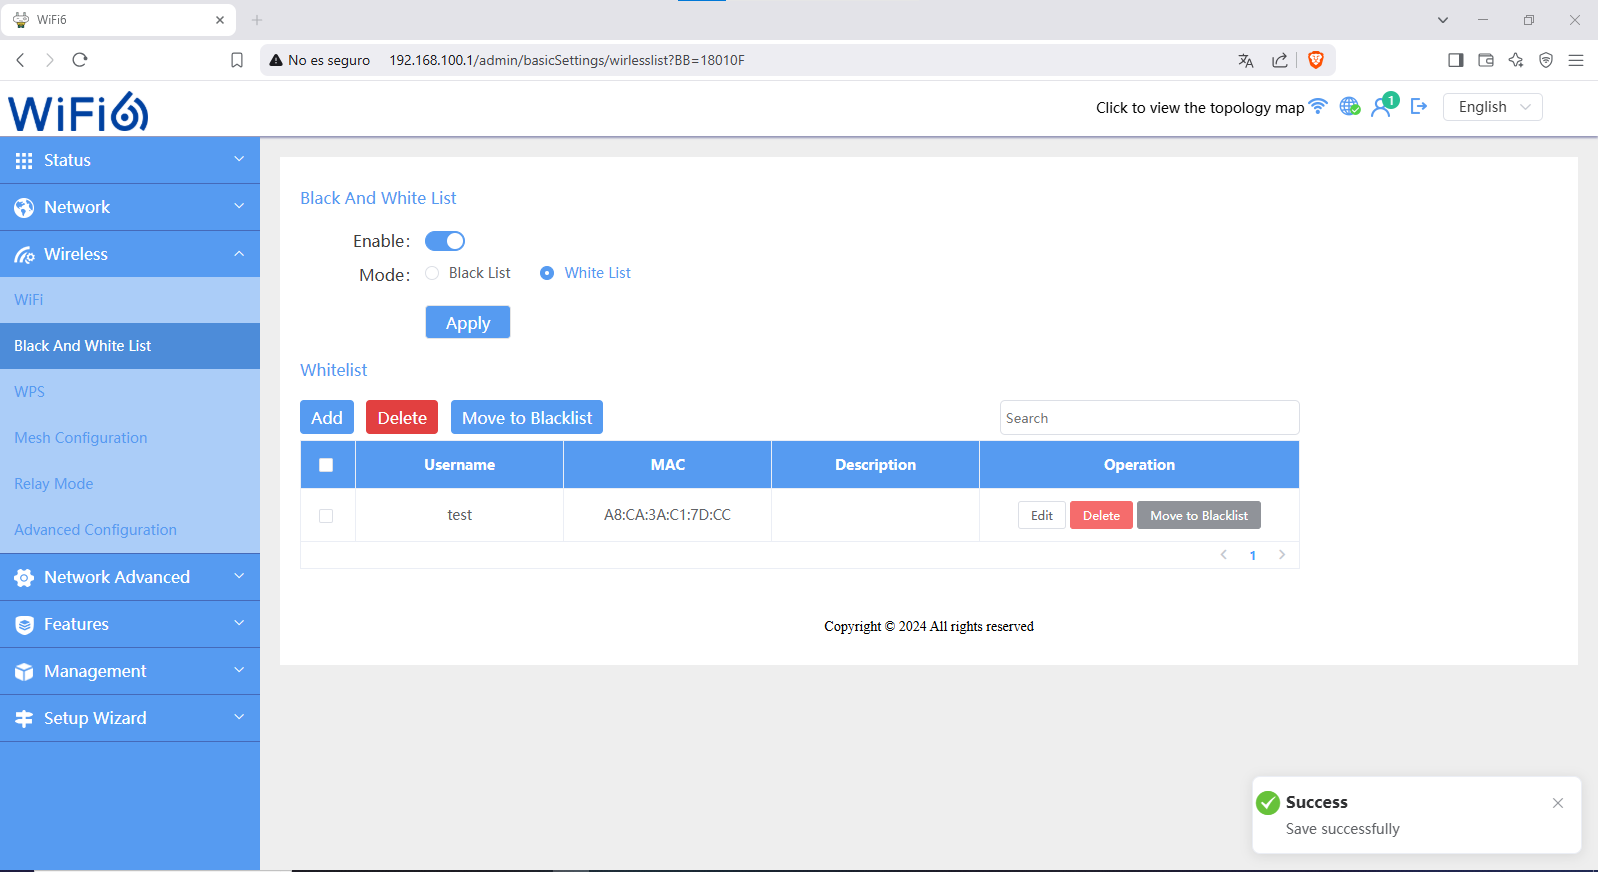 WiFi6
No es seguro 192.168.100.1/admin/basicSettings/wirlesslist?BB=18010F
WiFi6
Click to view the topology map
1
English
Status
Network
Wireless
WiFi
Black And White List
WPS
Mesh Configuration
Relay Mode
Advanced Configuration
Network Advanced
Features
Management
Setup Wizard
Black And White List
Enable:
Mode: Black List White List
Apply
Whitelist
Add Delete Move to Blacklist Search
Username MAC Description Operation
test A8:CA:3A:C1:7D:CC Edit Delete Move to Blacklist
1
Copyright © 2024 All rights reserved
Success
Save successfully